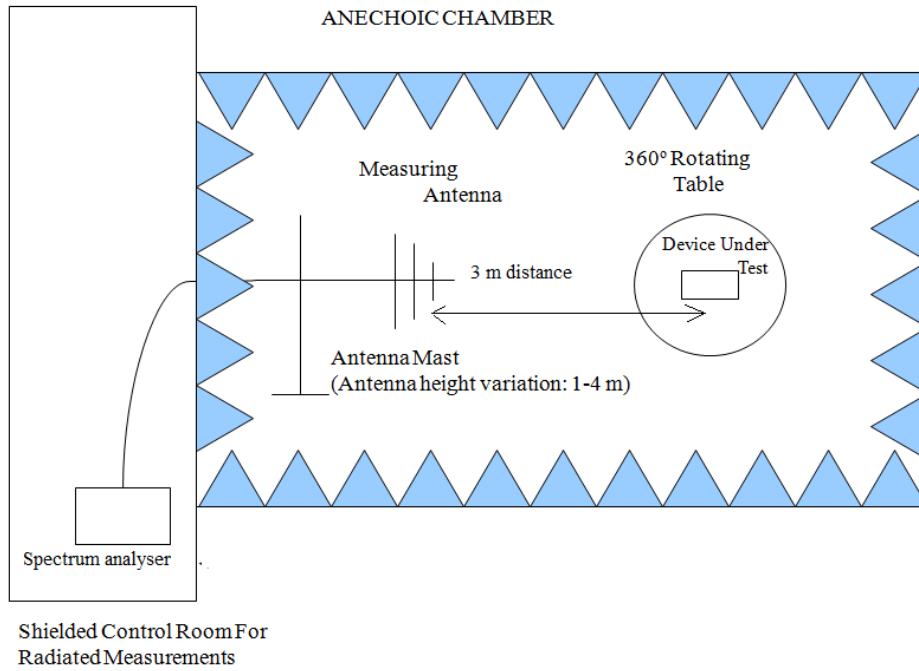 ANECHOIC CHAMBER
Measuring
Antenna
360º Rotating
Table
Device Under
Test
3 m distance
Antenna Mast
(Antenna height variation: 1-4 m)
Spectrum analyser
Shielded Control Room For
Radiated Measurements